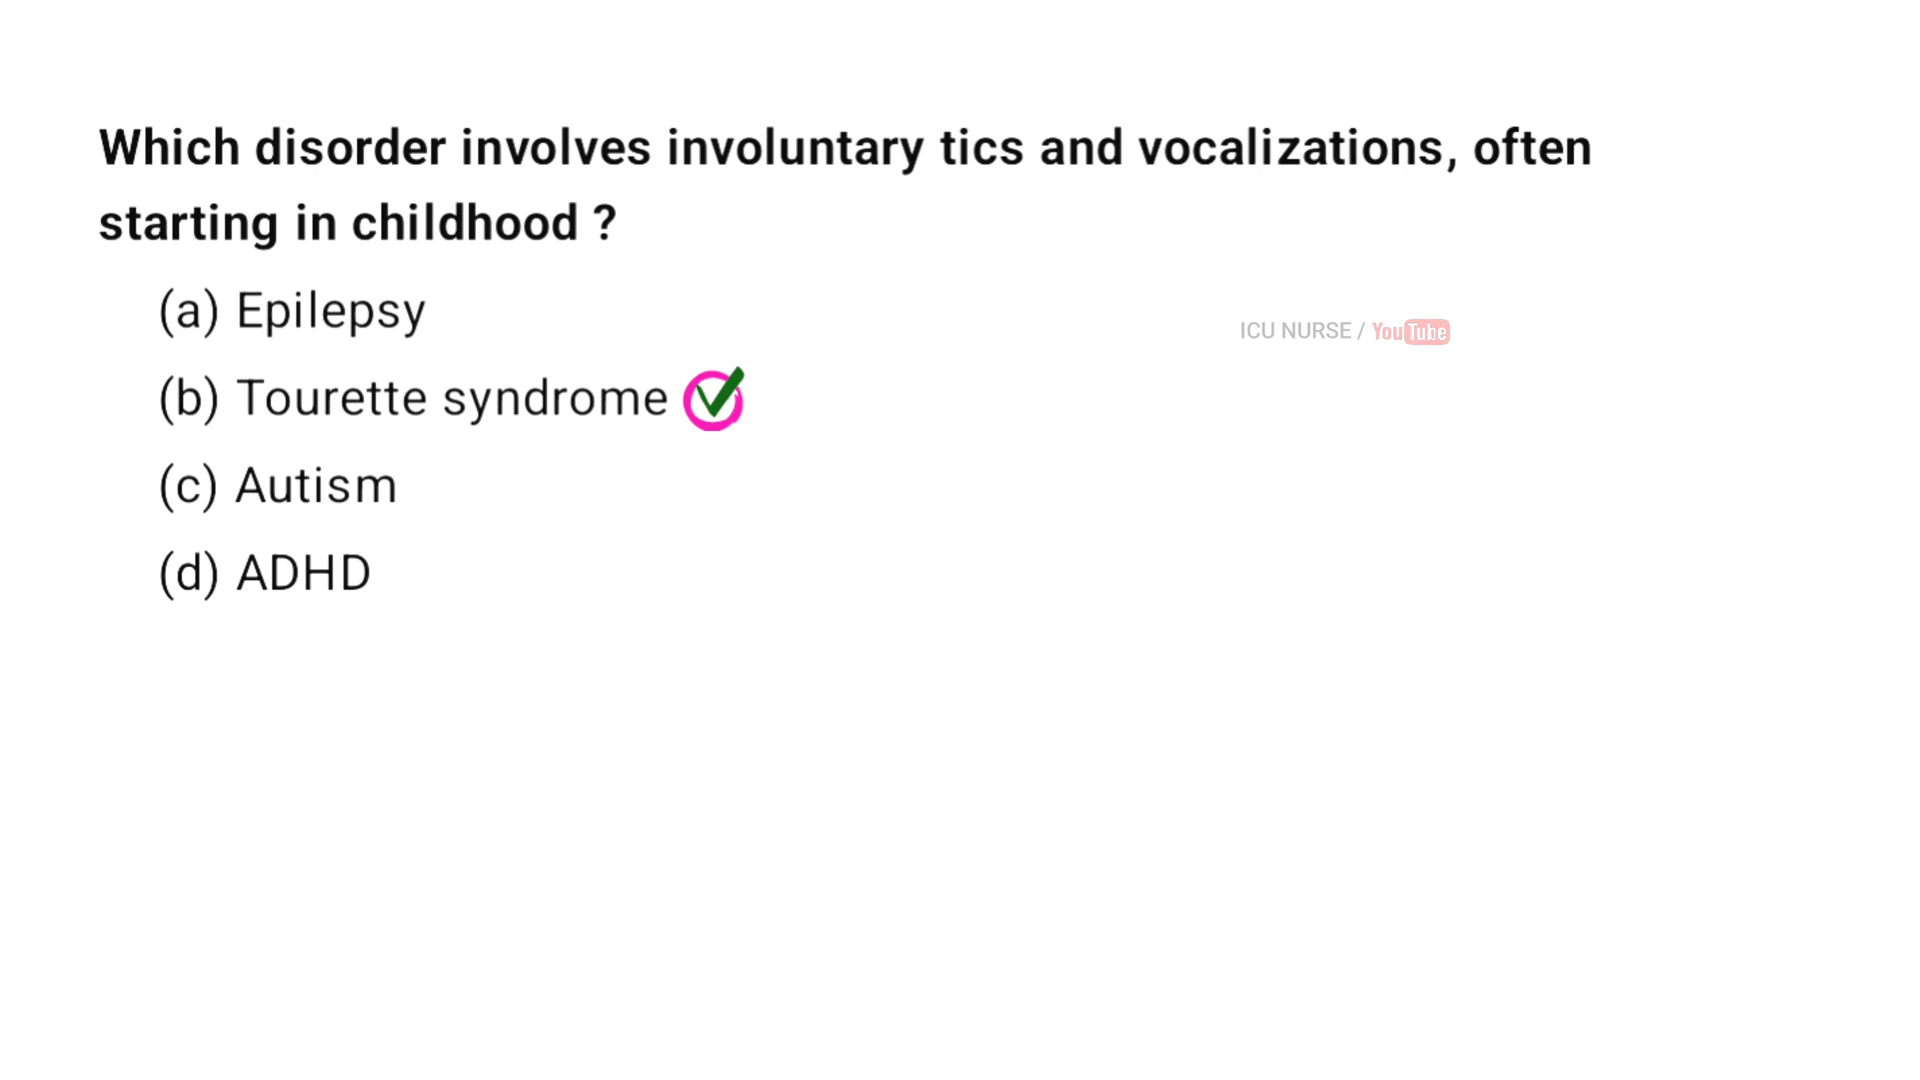 Which disorder involves involuntary tics and vocalizations, often
starting in childhood ?
(a) Epilepsy
ICU NURSE / YouTube
(b) Tourette syndrome
(c) Autism
(d) ADHD